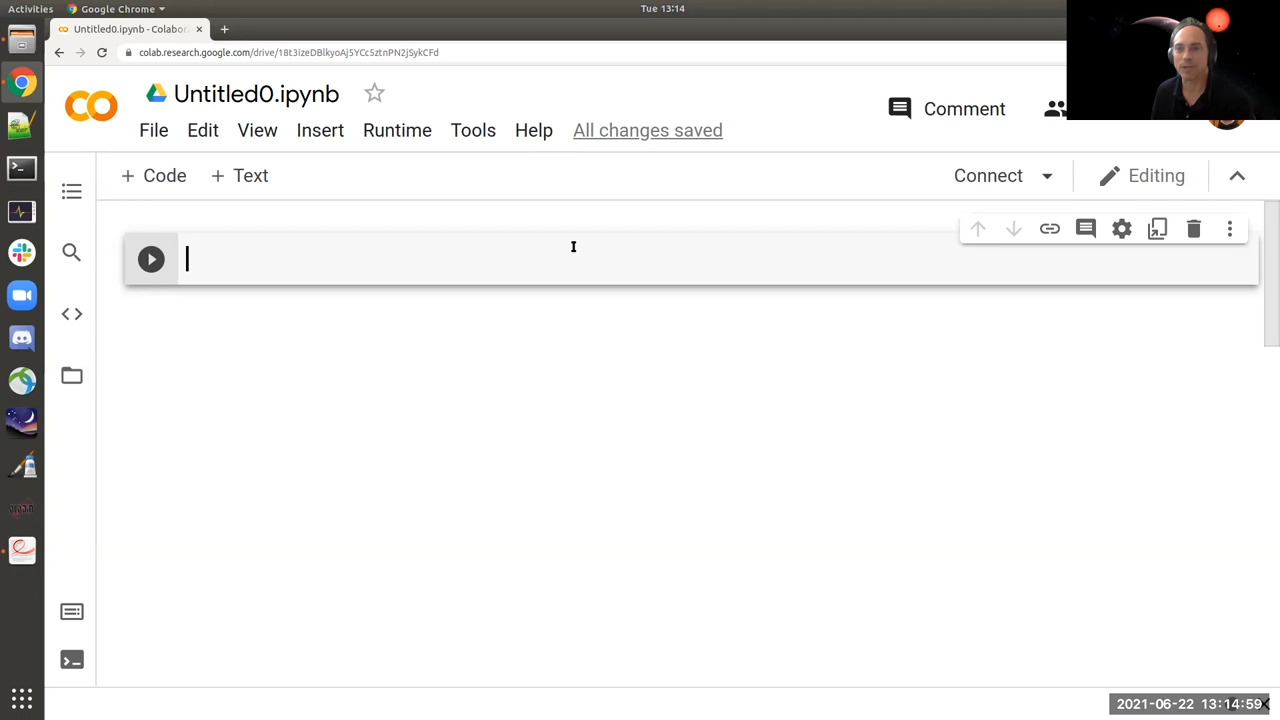 Activities
Google Chrome
Tue 13:14
Untitled0.ipynb - Colabor
colab.research.google.com/drive/18t3izeDBlkyoAj5YCc5ztnPN2jSykCFd
CO
Untitled0.ipynb
Comment
File Edit View Insert Runtime Tools Help All changes saved
+ Code + Text
Connect
Editing
2021-06-22 13:14:59